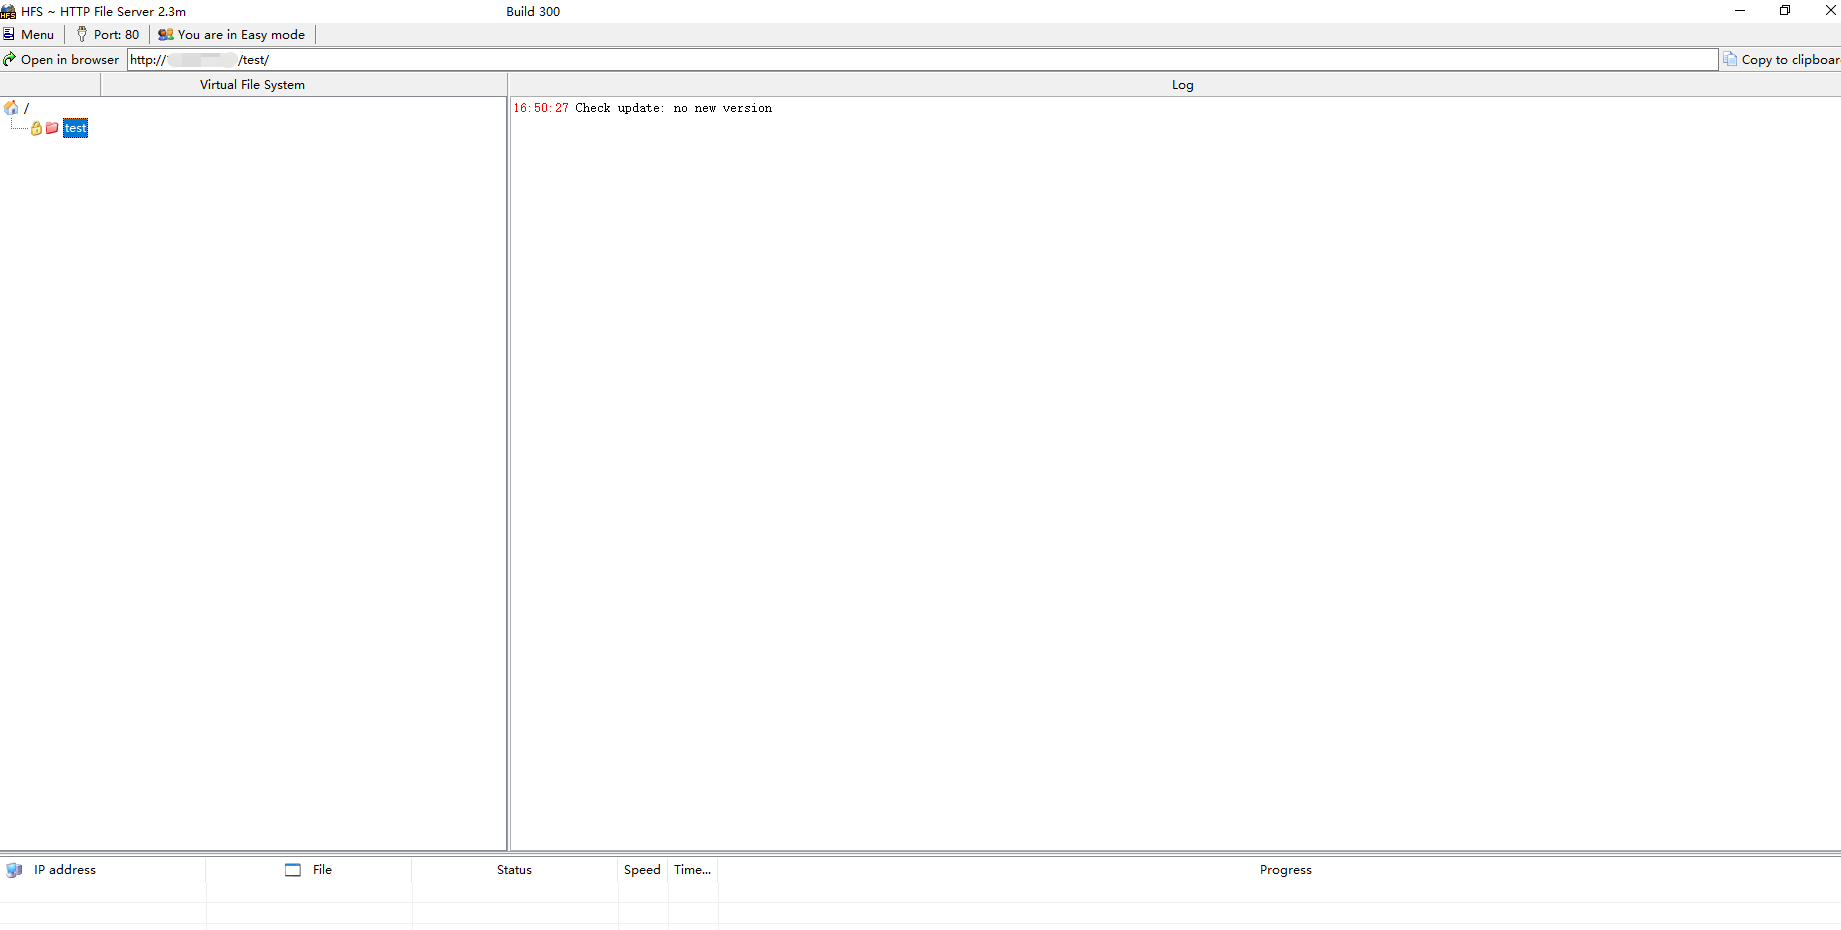 HFS ~ HTTP File Server 2.3m Build 300
Menu Port: 80 You are in Easy mode
Open in browser http:// /test/ Copy to clipboar
Virtual File System Log
/
test
16:50:27 Check update: no new version
IP address File Status Speed Time... Progress